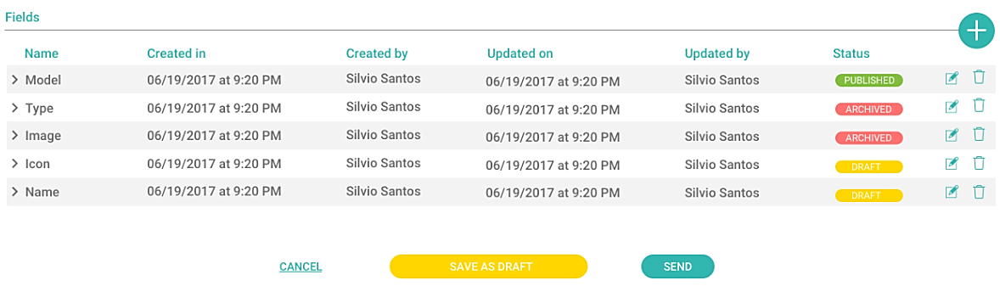 Fields
Name Created in Created by Updated on Updated by Status
Model 06/19/2017 at 9:20 PM Silvio Santos 06/19/2017 at 9:20 PM Silvio Santos PUBLISHED
Type 06/19/2017 at 9:20 PM Silvio Santos 06/19/2017 at 9:20 PM Silvio Santos ARCHIVED
Image 06/19/2017 at 9:20 PM Silvio Santos 06/19/2017 at 9:20 PM Silvio Santos ARCHIVED
Icon 06/19/2017 at 9:20 PM Silvio Santos 06/19/2017 at 9:20 PM Silvio Santos DRAFT
Name 06/19/2017 at 9:20 PM Silvio Santos 06/19/2017 at 9:20 PM Silvio Santos DRAFT
CANCEL SAVE AS DRAFT SEND